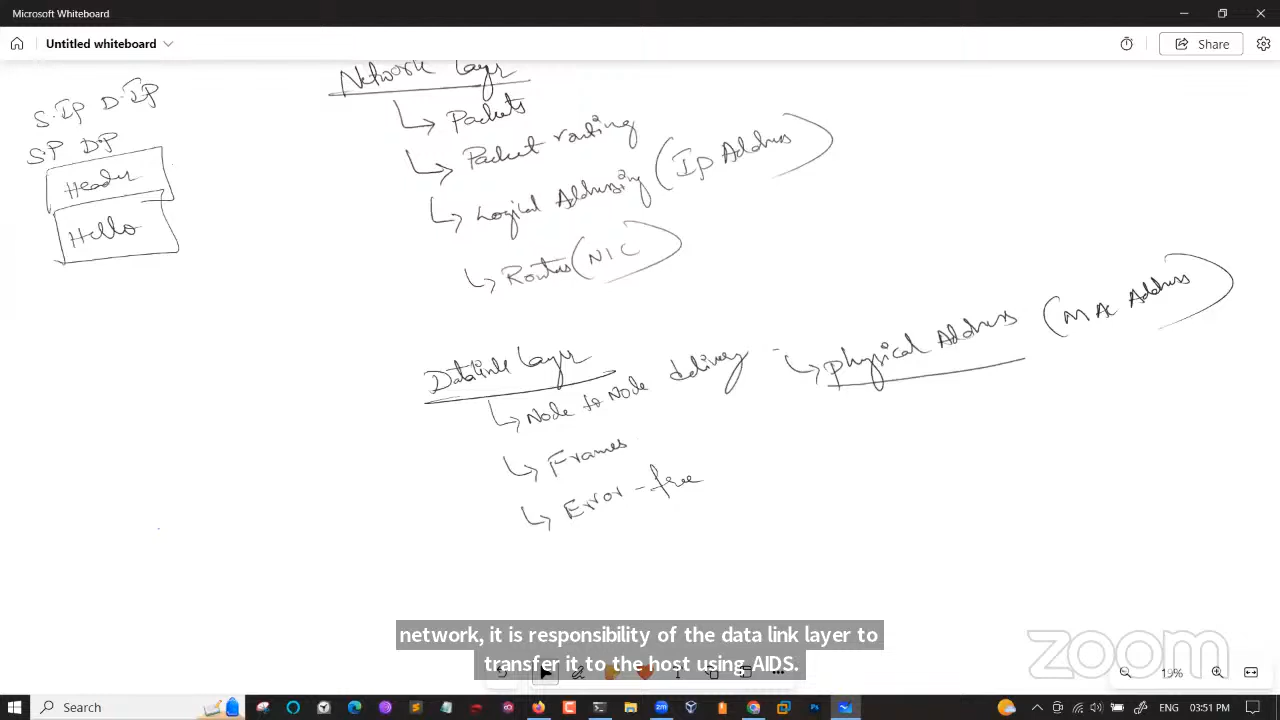 Microsoft Whiteboard
Untitled whiteboard
Share
S.IP D.IP
S.P D.P
Header
Hello
Network Layer
Packets
Packet routing
Logical Addressing (IP Address)
Routers (NIC)
Datalink Layer
Node to Node delivery
Physical Address (MAC Address)
Frames
Error-free
network, it is responsibility of the data link layer to
transfer it to the host using AIDS.
zoom
19%
Search
ENG
IN
03:51 PM